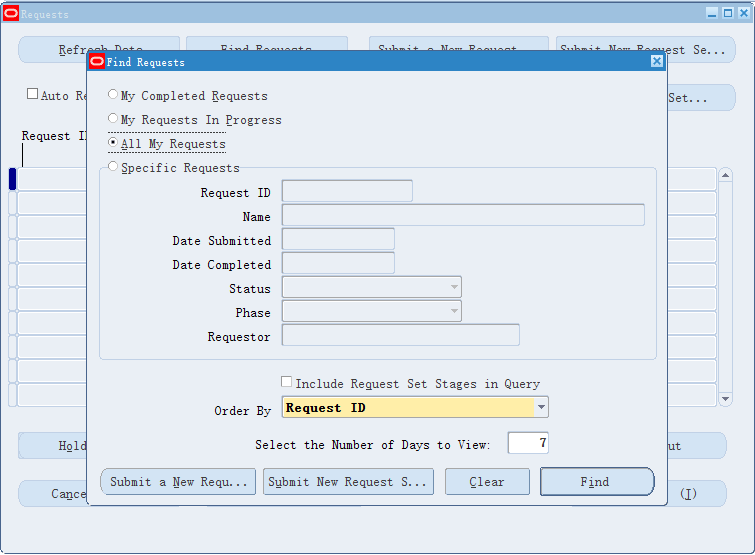 Requests
Refresh Data
Find Requests
Submit a New Request...
Submit New Request Se...
Find Requests
Auto Re
Set...
My Completed Requests
My Requests In Progress
Request I
All My Requests
Specific Requests
Request ID
Name
Date Submitted
Date Completed
Status
Phase
Requestor
Include Request Set Stages in Query
Order By
Request ID
Select the Number of Days to View:
7
Hold
ut
Submit a New Requ...
Submit New Request S...
Clear
Find
Cance
(I)